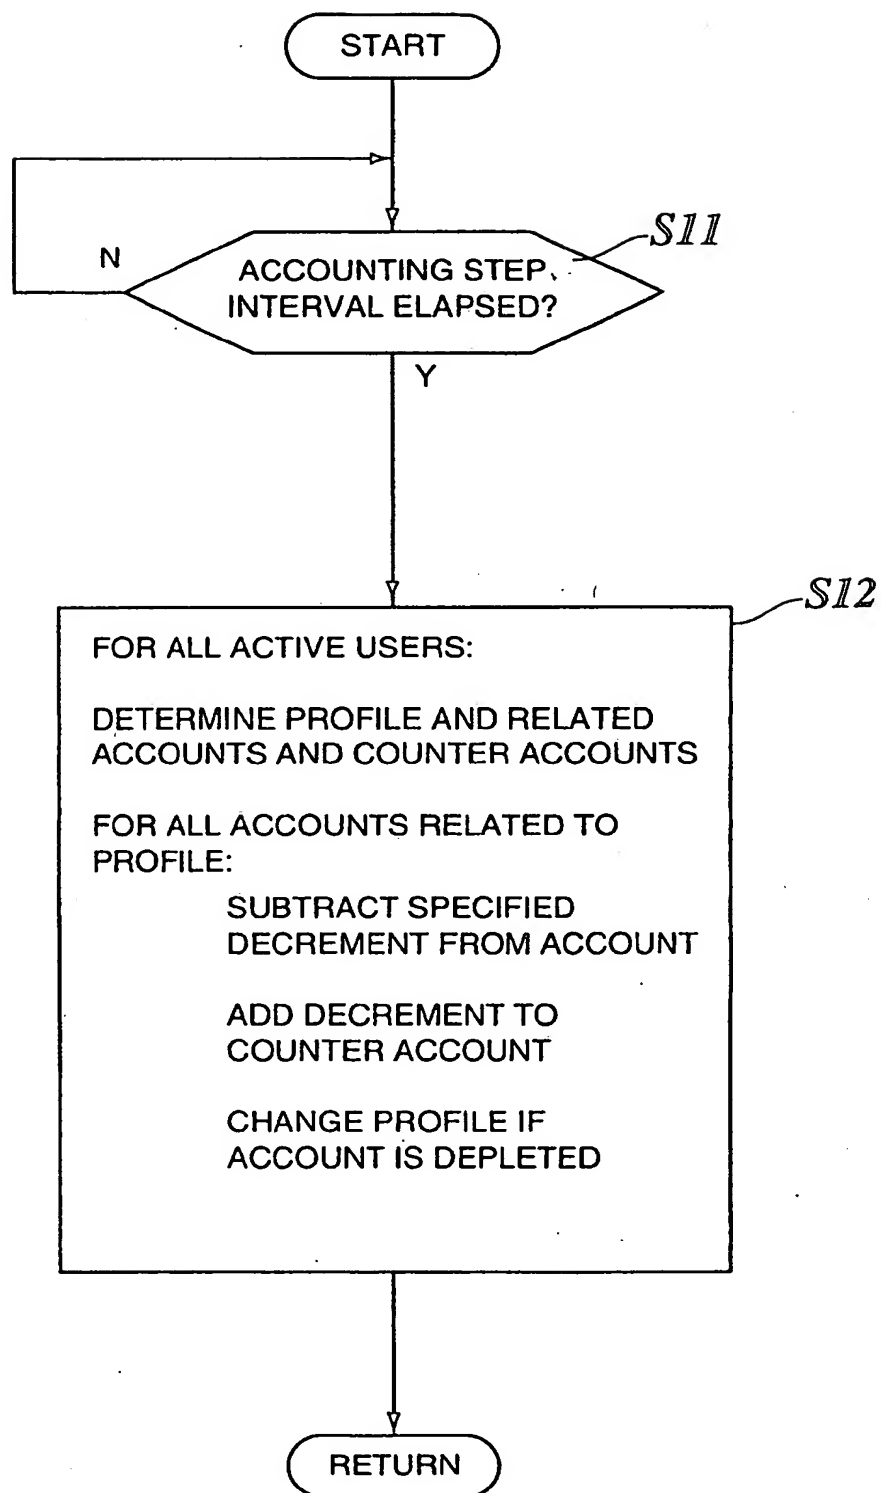 START
S11
N
ACCOUNTING STEP
INTERVAL ELAPSED?
Y
S12
FOR ALL ACTIVE USERS:
DETERMINE PROFILE AND RELATED
ACCOUNTS AND COUNTER ACCOUNTS
FOR ALL ACCOUNTS RELATED TO
PROFILE:
SUBTRACT SPECIFIED
DECREMENT FROM ACCOUNT
ADD DECREMENT TO
COUNTER ACCOUNT
CHANGE PROFILE IF
ACCOUNT IS DEPLETED
RETURN